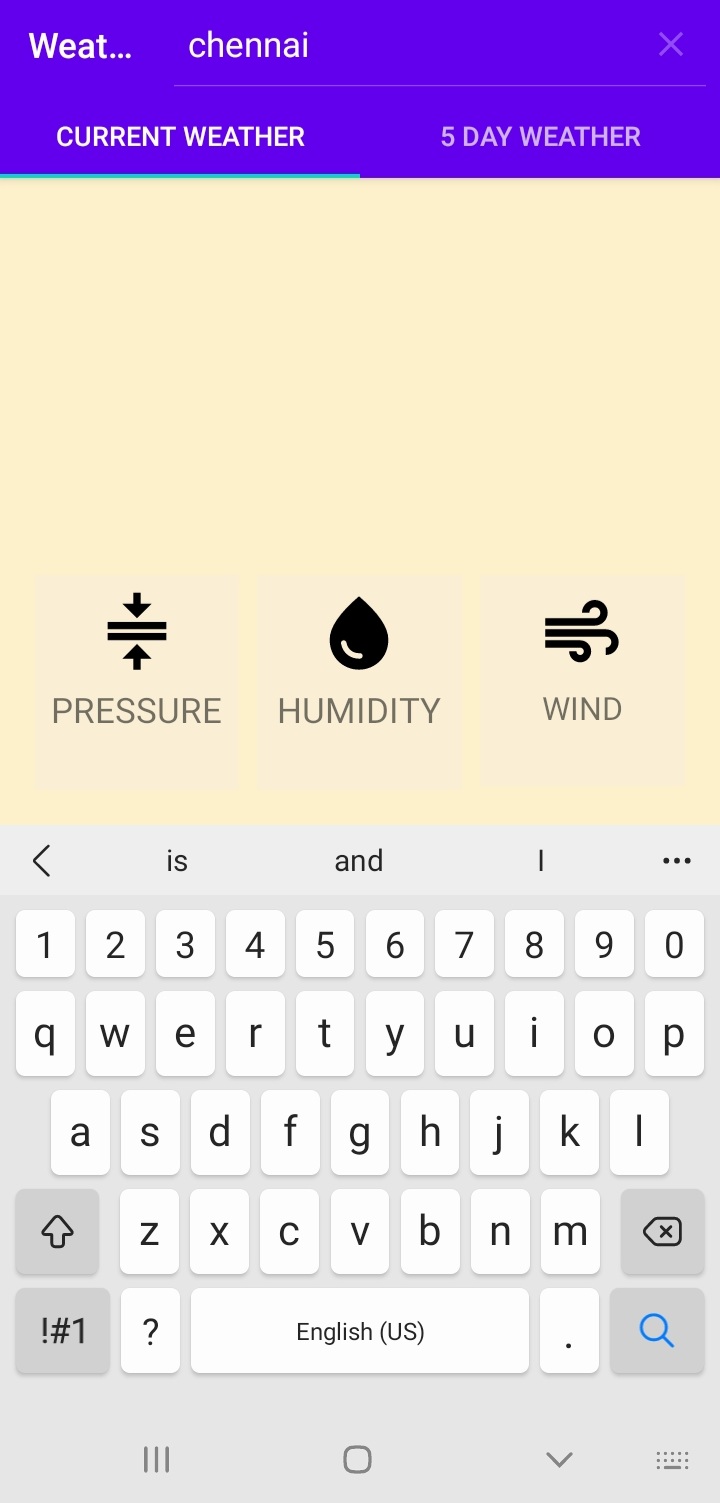 Weat... chennai
CURRENT WEATHER 5 DAY WEATHER
PRESSURE HUMIDITY WIND
is and I
1 2 3 4 5 6 7 8 9 0
q w e r t y u i o p
a s d f g h j k l
z x c v b n m
!#1 ? English (US) .